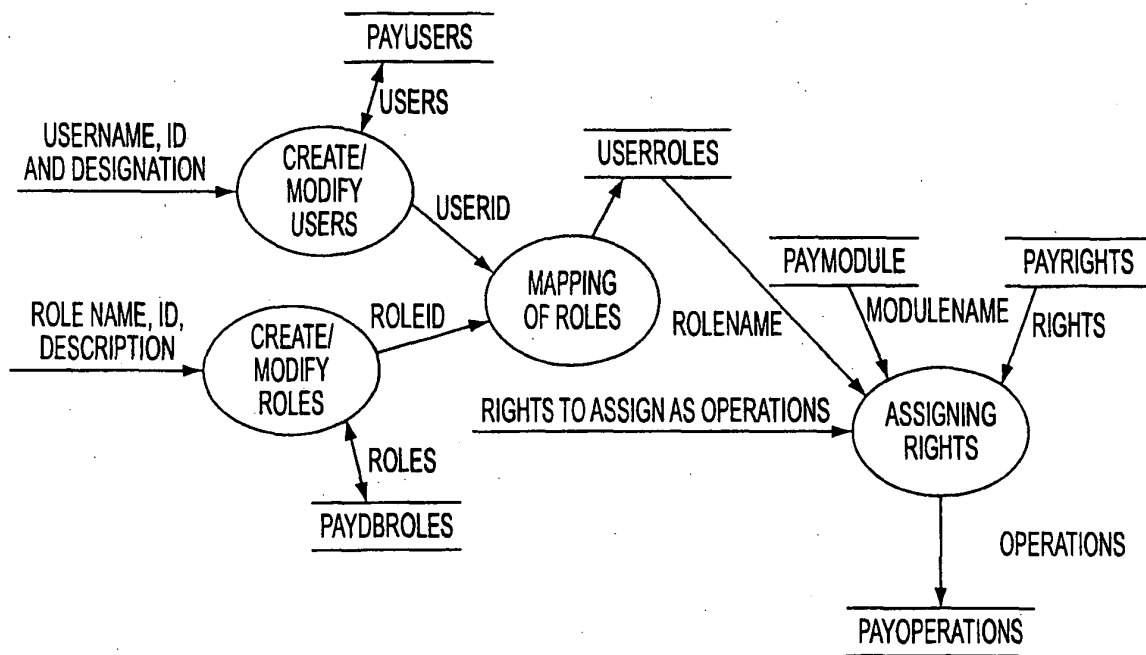 PAYUSERS
USERS
USERNAME, ID
AND DESIGNATION
CREATE/
MODIFY
USERS
USERID
USERROLES
MAPPING
OF ROLES
ROLE NAME, ID,
DESCRIPTION
CREATE/
MODIFY
ROLES
ROLEID
ROLES
PAYDBROLES
ROLENAME
PAYMODULE
MODULENAME
PAYRIGHTS
RIGHTS
RIGHTS TO ASSIGN AS OPERATIONS
ASSIGNING
RIGHTS
OPERATIONS
PAYOPERATIONS